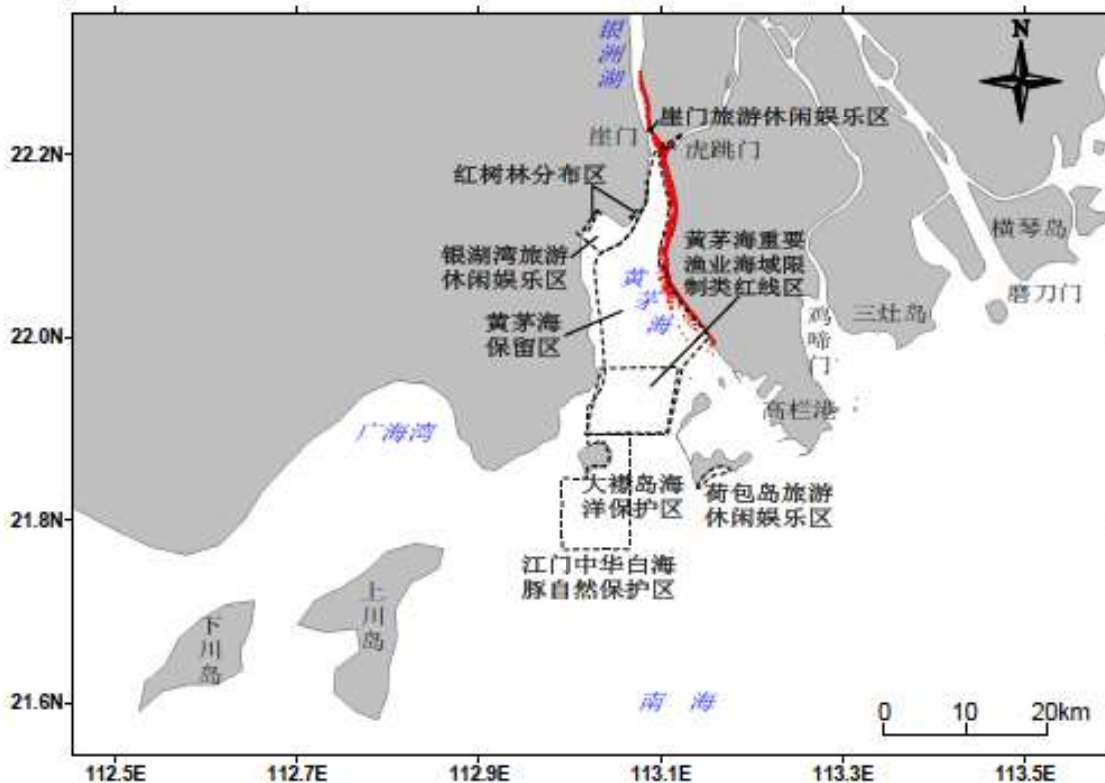 银洲湖
N
崖门旅游休闲娱乐区
崖门
22.2N
虎跳门
红树林分布区
黄茅海重要
渔业海域限
制类红线区
横琴岛
银湖湾旅游
休闲娱乐区
黄茅海
磨刀门
三灶岛
鸡啼门
黄茅海
保留区
22.0N
高栏港
广海湾
大襟岛海
洋保护区
荷包岛旅游
休闲娱乐区
21.8N
江门中华白海
豚自然保护区
上川岛
下川岛
21.6N
南 海
0 10 20km
112.5E 112.7E 112.9E 113.1E 113.3E 113.5E